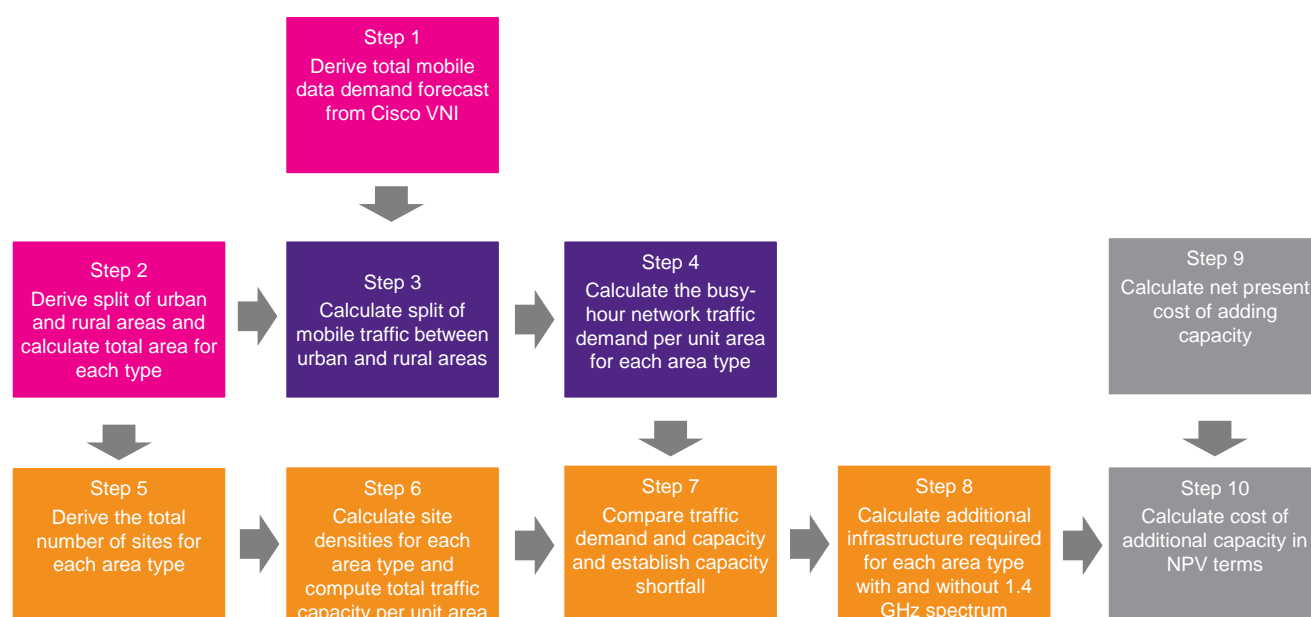 Step 1
Derive total mobile
data demand forecast
from Cisco VNI
Step 2
Derive split of urban
and rural areas and
calculate total area for
each type
Step 3
Calculate split of
mobile traffic between
urban and rural areas
Step 4
Calculate the busy-
hour network traffic
demand per unit area
for each area type
Step 9
Calculate net present
cost of adding
capacity
Step 5
Derive the total
number of sites for
each area type
Step 6
Calculate site
densities for each
area type and
compute total traffic
capacity per unit area
Step 7
Compare traffic
demand and capacity
and establish capacity
shortfall
Step 8
Calculate additional
infrastructure required
for each area type
with and without 1.4
GHz spectrum
Step 10
Calculate cost of
additional capacity in
NPV terms